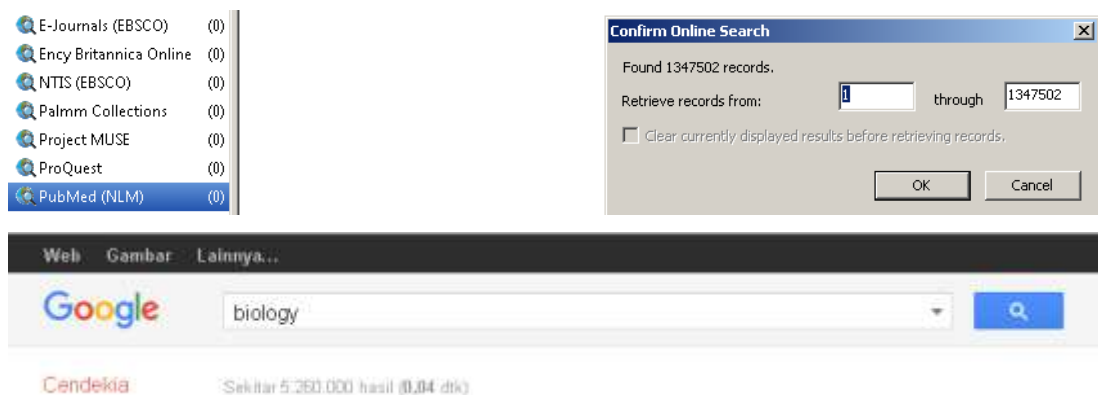 E-Journals (EBSCO) (0)
Ency Britannica Online (0)
NTIS (EBSCO) (0)
Palmm Collections (0)
Project MUSE (0)
ProQuest (0)
PubMed (NLM) (0)
Confirm Online Search
Found 1347502 records.
Retrieve records from: 1 through 1347502
Clear currently displayed results before retrieving records.
OK Cancel
Web Gambar Lainnya...
Google biology
Cendekia Sekitar 5.260.000 hasil (0,04 dtk)